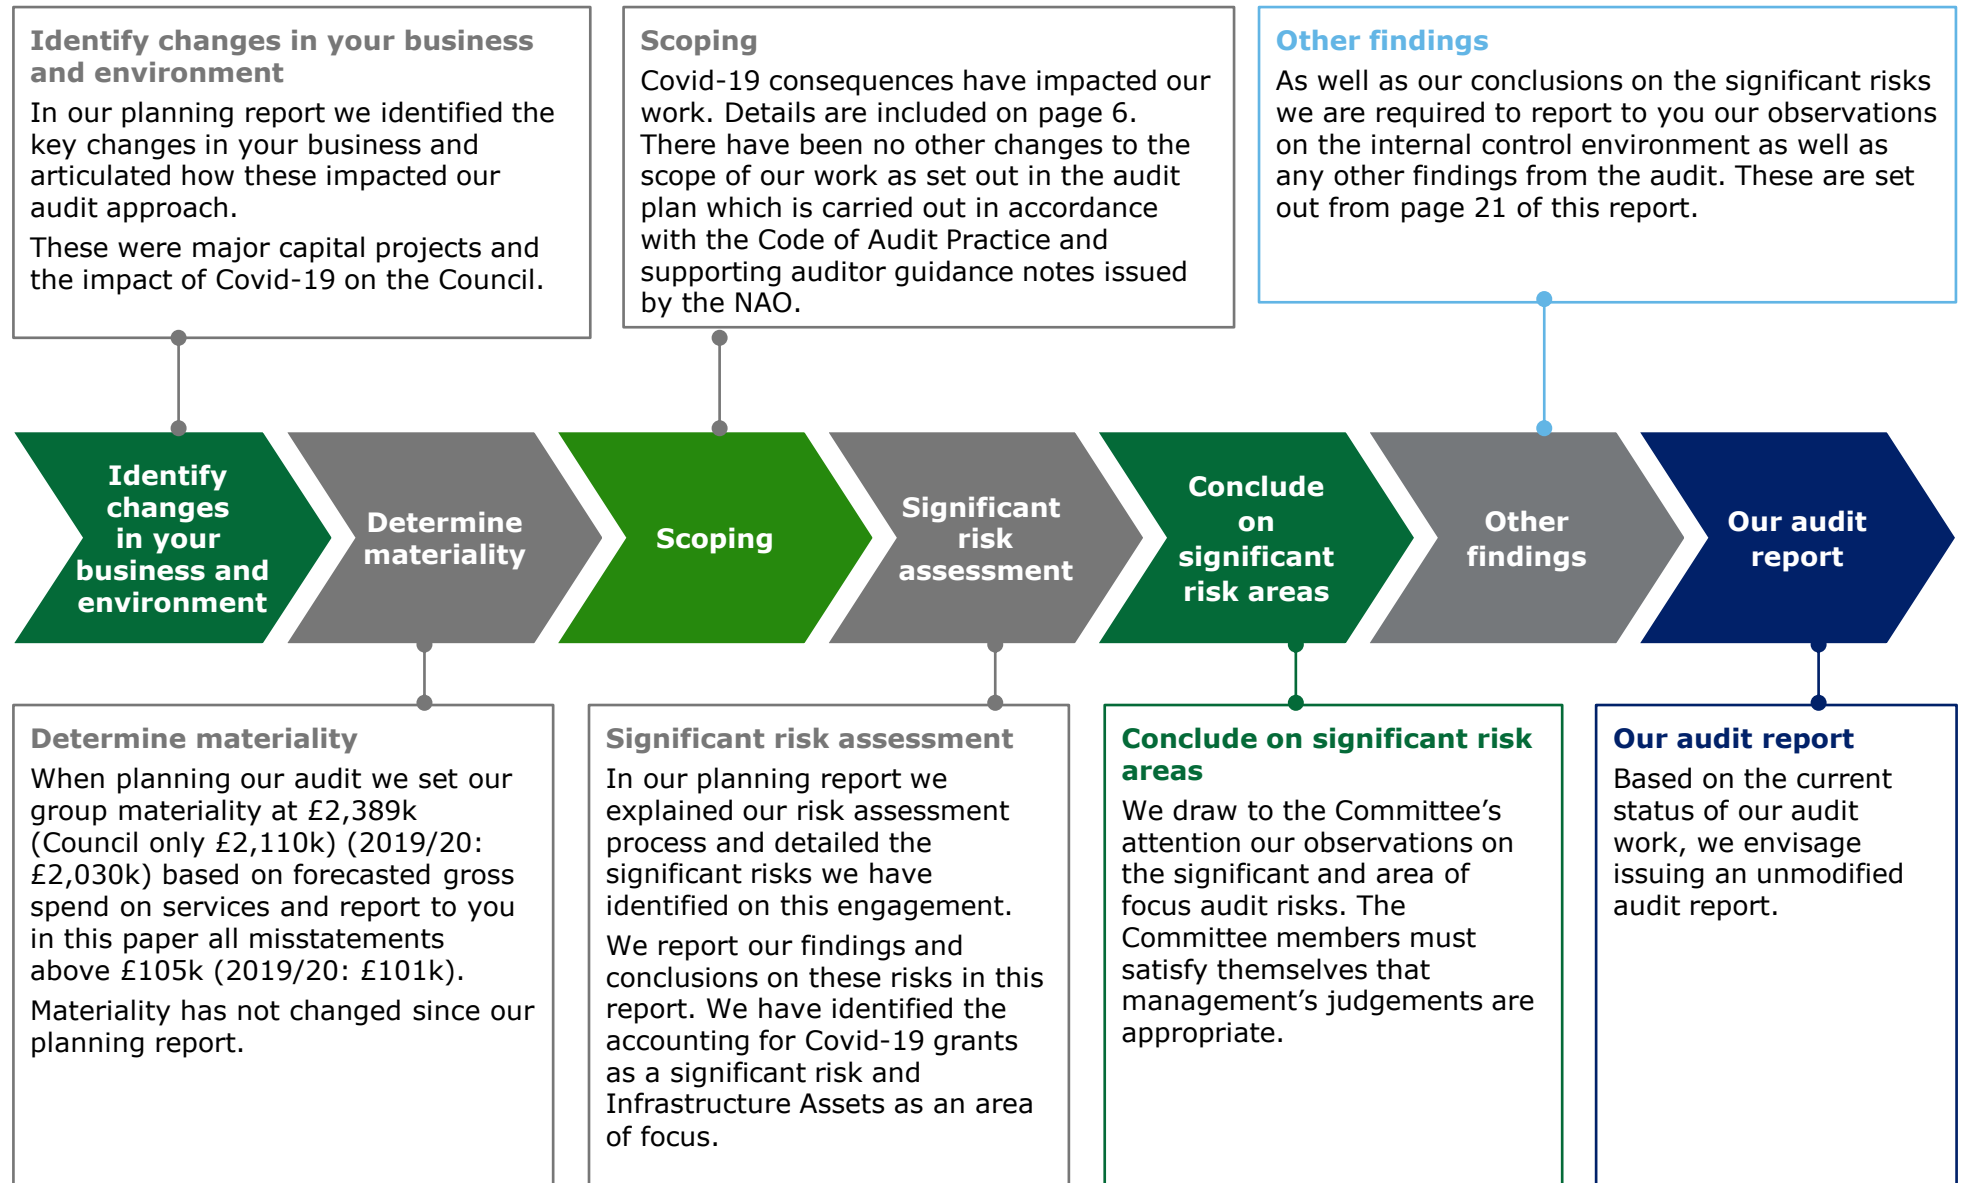 Identify changes in your business
and environment
In our planning report we identified the
key changes in your business and
articulated how these impacted our
audit approach.
These were major capital projects and
the impact of Covid-19 on the Council.
Scoping
Covid-19 consequences have impacted our
work. Details are included on page 6.
There have been no other changes to the
scope of our work as set out in the audit
plan which is carried out in accordance
with the Code of Audit Practice and
supporting auditor guidance notes issued
by the NAO.
Other findings
As well as our conclusions on the significant risks
we are required to report to you our observations
on the internal control environment as well as
any other findings from the audit. These are set
out from page 21 of this report.
Identify
changes
in your
business and
environment
Determine
materiality
Scoping
Significant
risk
assessment
Conclude
on
significant
risk areas
Other
findings
Our audit
report
Determine materiality
When planning our audit we set our
group materiality at £2,389k
(Council only £2,110k) (2019/20:
£2,030k) based on forecasted gross
spend on services and report to you
in this paper all misstatements
above £105k (2019/20: £101k).
Materiality has not changed since our
planning report.
Significant risk assessment
In our planning report we
explained our risk assessment
process and detailed the
significant risks we have
identified on this engagement.
We report our findings and
conclusions on these risks in this
report. We have identified the
accounting for Covid-19 grants
as a significant risk and
Infrastructure Assets as an area
of focus.
Conclude on significant risk
areas
We draw to the Committee’s
attention our observations on
the significant and area of
focus audit risks. The
Committee members must
satisfy themselves that
management’s judgements are
appropriate.
Our audit report
Based on the current
status of our audit
work, we envisage
issuing an unmodified
audit report.